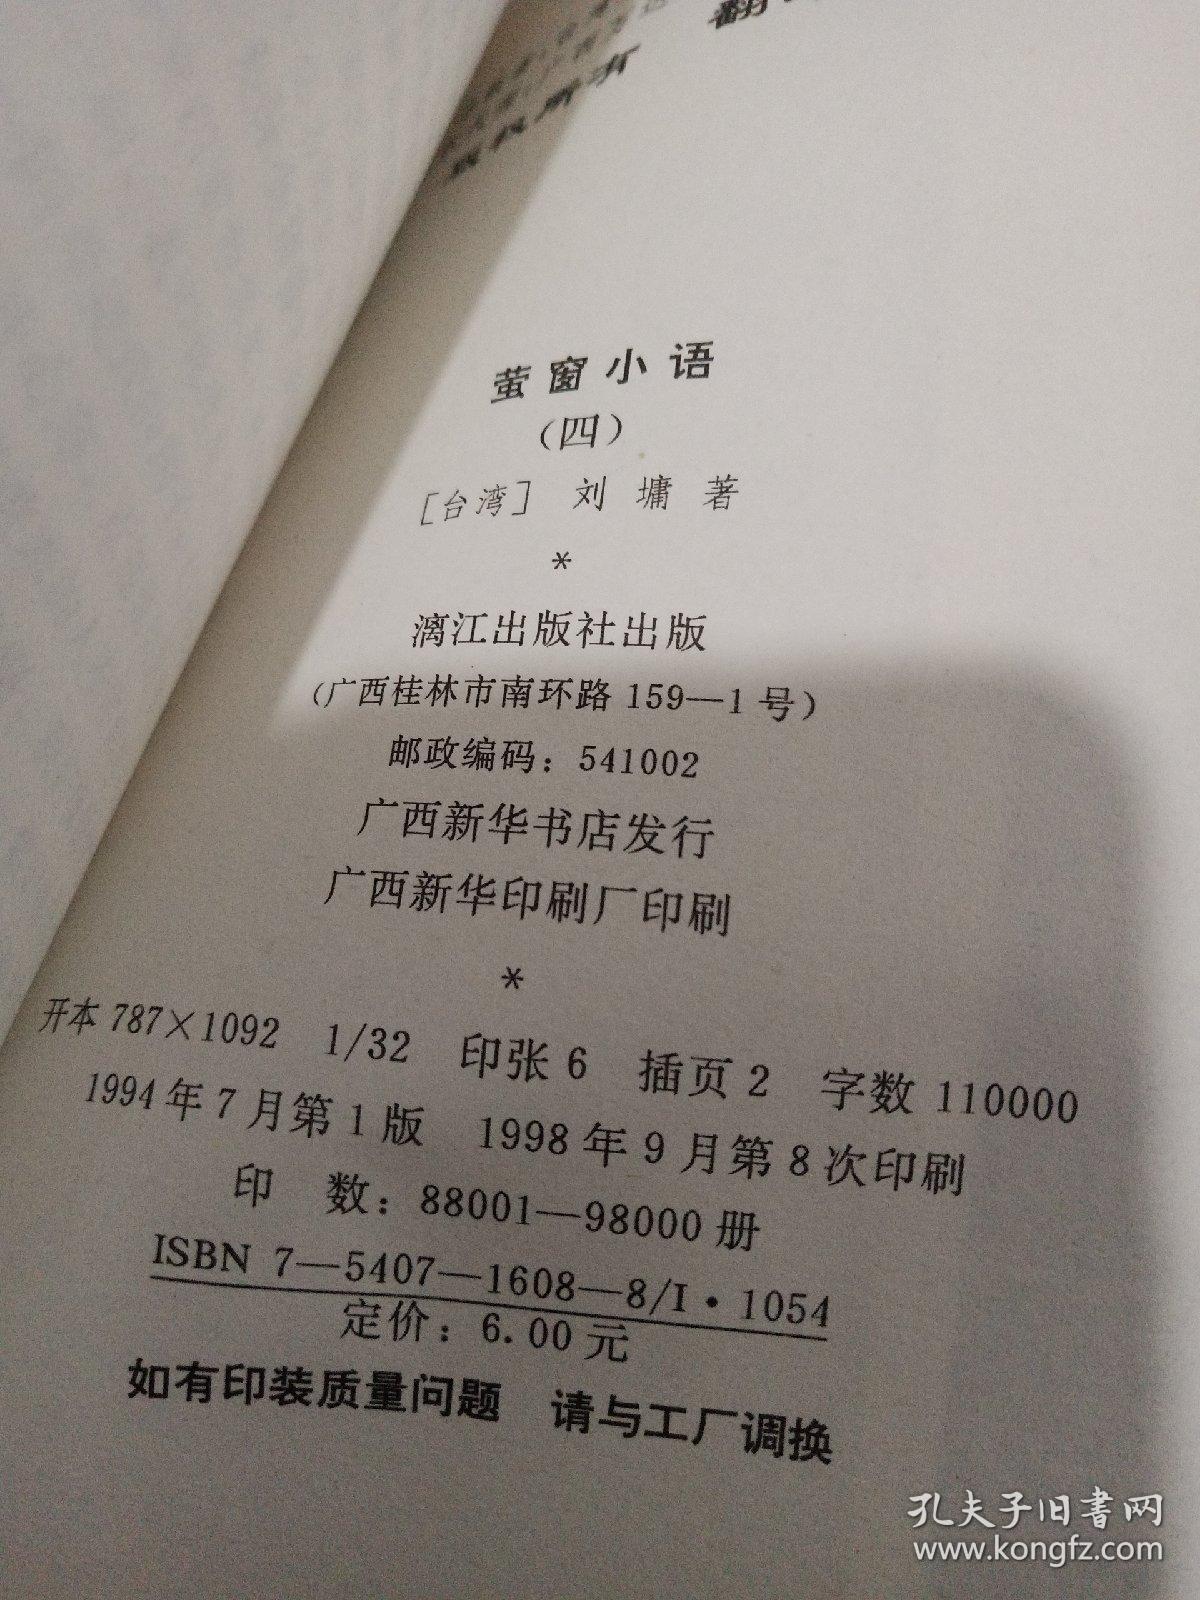 萤窗小语
（四）
［台湾］ 刘墉 著
*
漓江出版社出版
（广西桂林市南环路 159—1 号）
邮政编码：541002
广西新华书店发行
广西新华印刷厂印刷
*
开本 787×1092 1/32 印张 6 插页 2 字数 110000
1994 年 7 月第 1 版 1998 年 9 月第 8 次印刷
印 数：88001—98000 册
ISBN 7—5407—1608—8/I·1054
定价：6.00 元
如有印装质量问题 请与工厂调换
孔夫子旧书网
www.kongfz.com